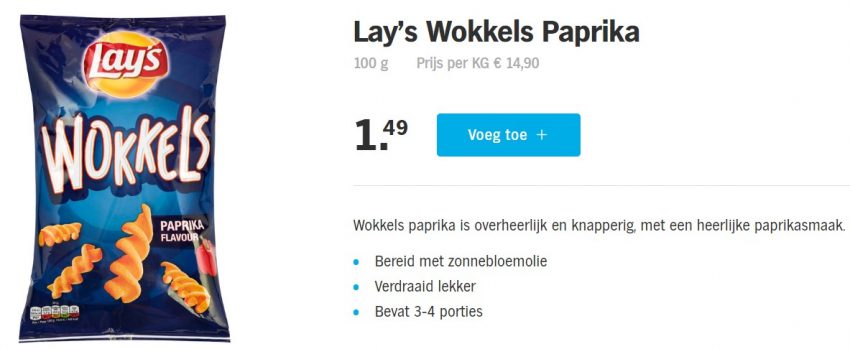 Lay's Wokkels Paprika
100 g Prijs per KG € 14,90
1.49
Voeg toe +
Wokkels paprika is overheerlijk en knapperig, met een heerlijke paprikasmaak.
Bereid met zonnebloemolie
Verdraaid lekker
Bevat 3-4 porties
Lay's
WOKKELS
PAPRIKA
FLAVOUR